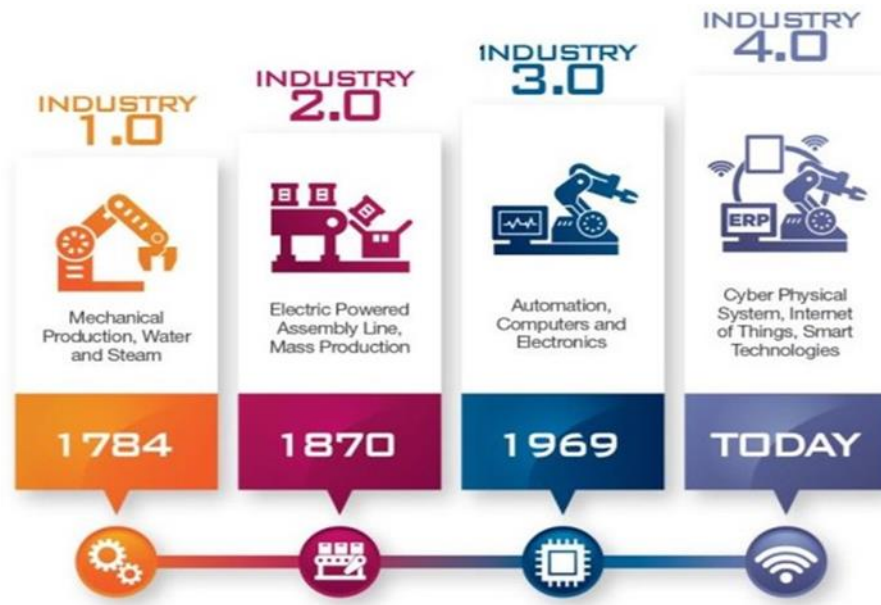 INDUSTRY
1.0
Mechanical
Production, Water
and Steam
1784
INDUSTRY
2.0
Electric Powered
Assembly Line,
Mass Production
1870
INDUSTRY
3.0
Automation,
Computers and
Electronics
1969
INDUSTRY
4.0
ERP
Cyber Physical
System, Internet
of Things, Smart
Technologies
TODAY